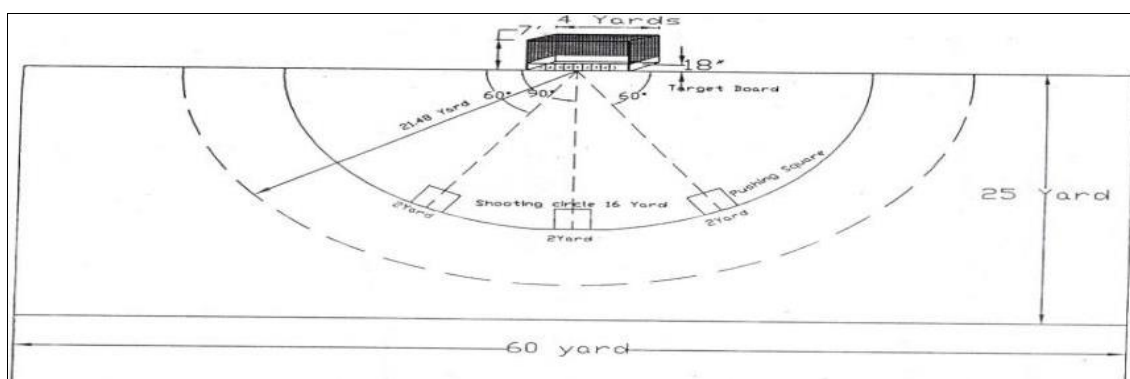 4 Yards
7'
18"
Target Board
60°
90°
60°
21.48 Yard
Pushing Square
Shooting circle 16 Yard
2Yard
2Yard
2Yard
25 Yard
60 yard